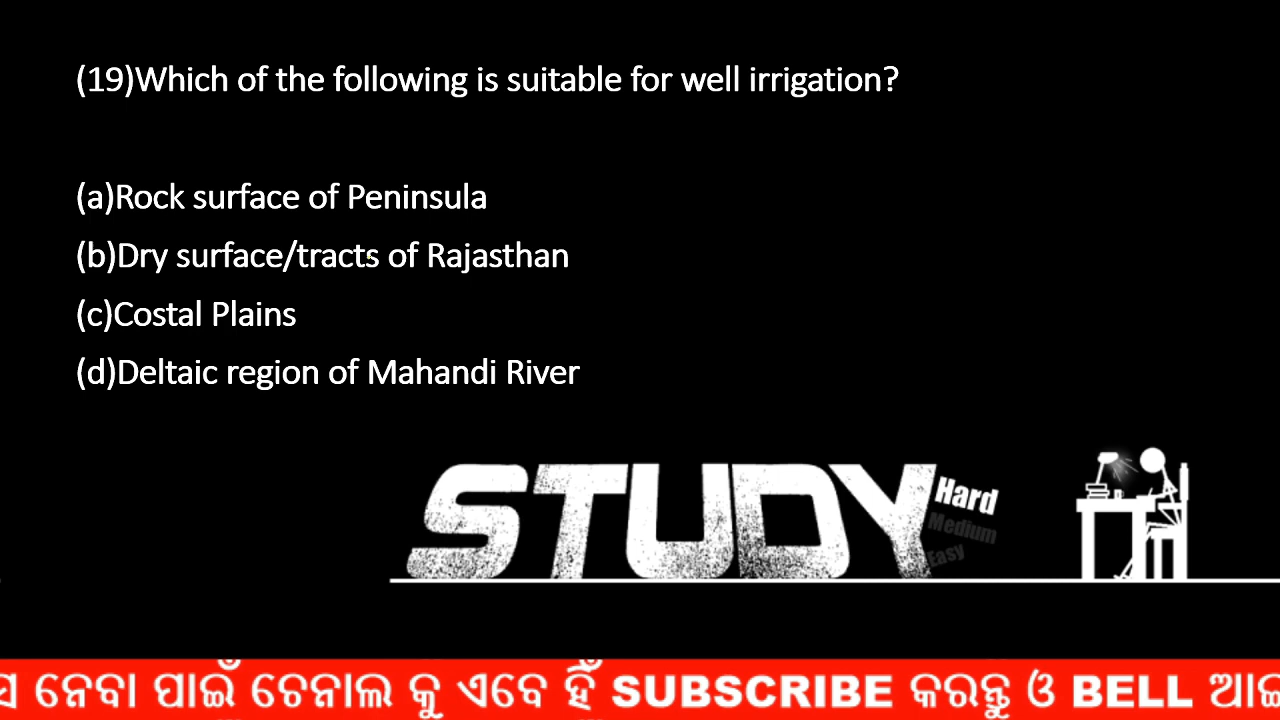 (19)Which of the following is suitable for well irrigation?
(a)Rock surface of Peninsula
(b)Dry surface/tracts of Rajasthan
(c)Costal Plains
(d)Deltaic region of Mahandi River
STUDY
Hard
Medium
Easy
ନେବା ପାଇଁ ଚେନାଲ କୁ ଏବେ ହିଁ SUBSCRIBE କରନ୍ତୁ ଓ BELL